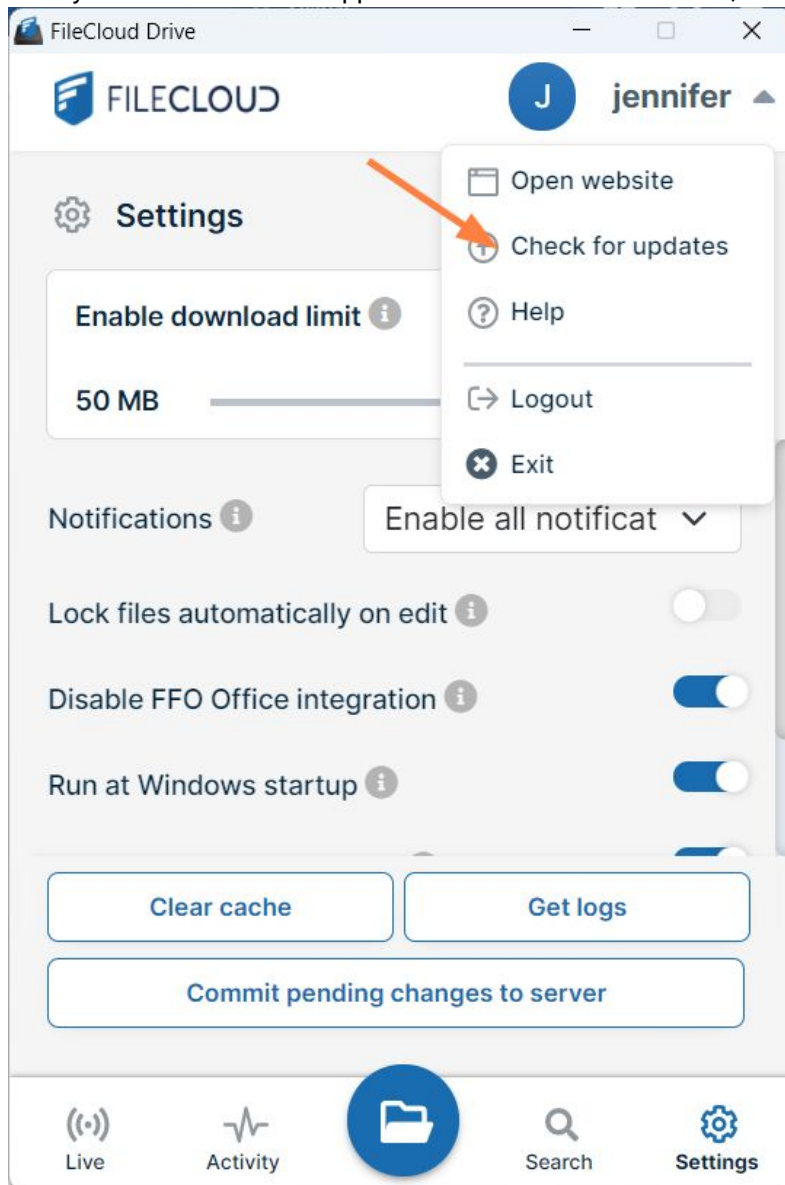 FileCloud Drive
FILECLOUD
J jennifer
Open website
Settings
Check for updates
Enable download limit
Help
50 MB
Logout
Exit
Notifications
Enable all notificat
Lock files automatically on edit
Disable FFO Office integration
Run at Windows startup
Clear cache
Get logs
Commit pending changes to server
Live
Activity
Search
Settings